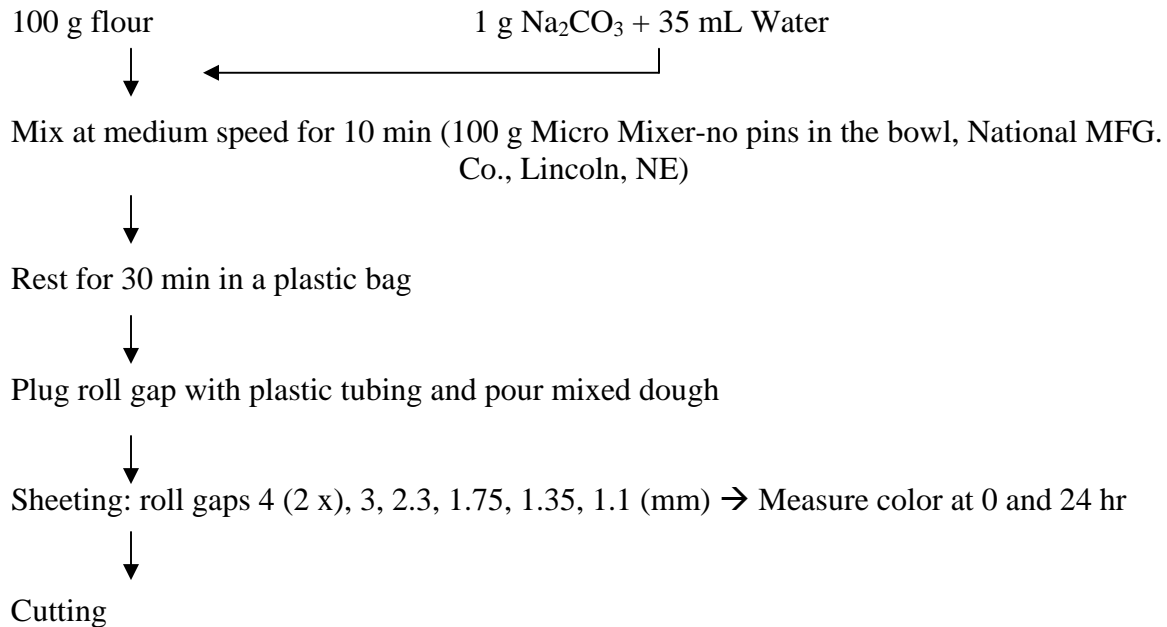 100 g flour 1 g Na₂CO₃ + 35 mL Water
Mix at medium speed for 10 min (100 g Micro Mixer-no pins in the bowl, National MFG.
Co., Lincoln, NE)
Rest for 30 min in a plastic bag
Plug roll gap with plastic tubing and pour mixed dough
Sheeting: roll gaps 4 (2 x), 3, 2.3, 1.75, 1.35, 1.1 (mm) → Measure color at 0 and 24 hr
Cutting